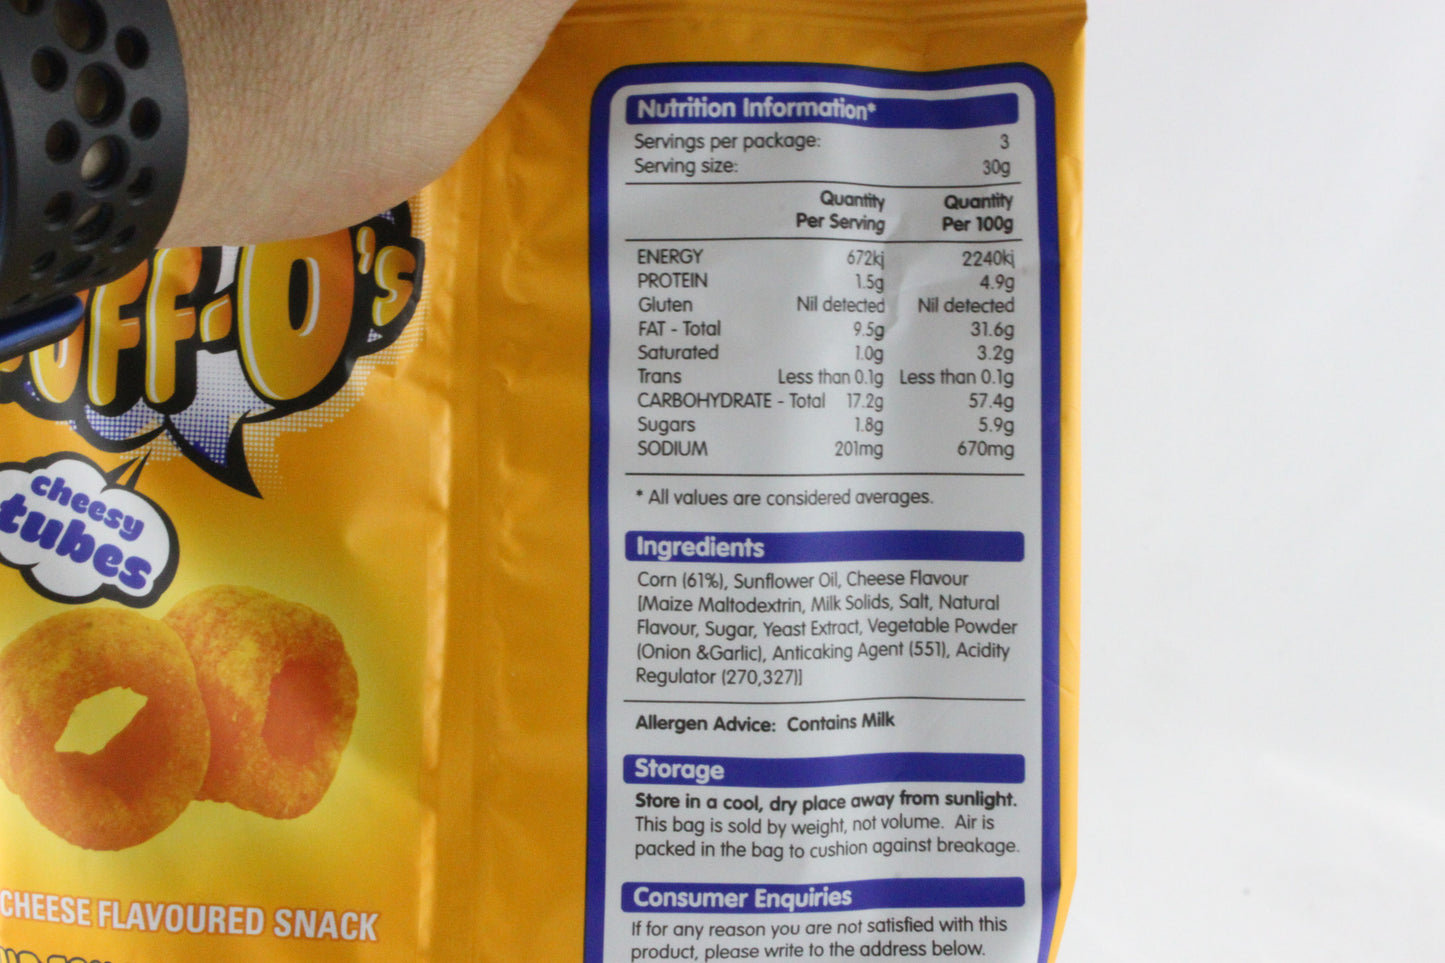 uff-O's
cheesy
tubes
CHEESE FLAVOURED SNACK
Nutrition Information*
Servings per package: 3
Serving size: 30g
Quantity Quantity
Per Serving Per 100g
ENERGY 672kj 2240kj
PROTEIN 1.5g 4.9g
Gluten Nil detected Nil detected
FAT - Total 9.5g 31.6g
Saturated 1.0g 3.2g
Trans Less than 0.1g Less than 0.1g
CARBOHYDRATE - Total 17.2g 57.4g
Sugars 1.8g 5.9g
SODIUM 201mg 670mg
* All values are considered averages.
Ingredients
Corn (61%), Sunflower Oil, Cheese Flavour
[Maize Maltodextrin, Milk Solids, Salt, Natural
Flavour, Sugar, Yeast Extract, Vegetable Powder
(Onion &Garlic), Anticaking Agent (551), Acidity
Regulator (270,327)]
Allergen Advice: Contains Milk
Storage
Store in a cool, dry place away from sunlight.
This bag is sold by weight, not volume. Air is
packed in the bag to cushion against breakage.
Consumer Enquiries
If for any reason you are not satisfied with this
product, please write to the address below.